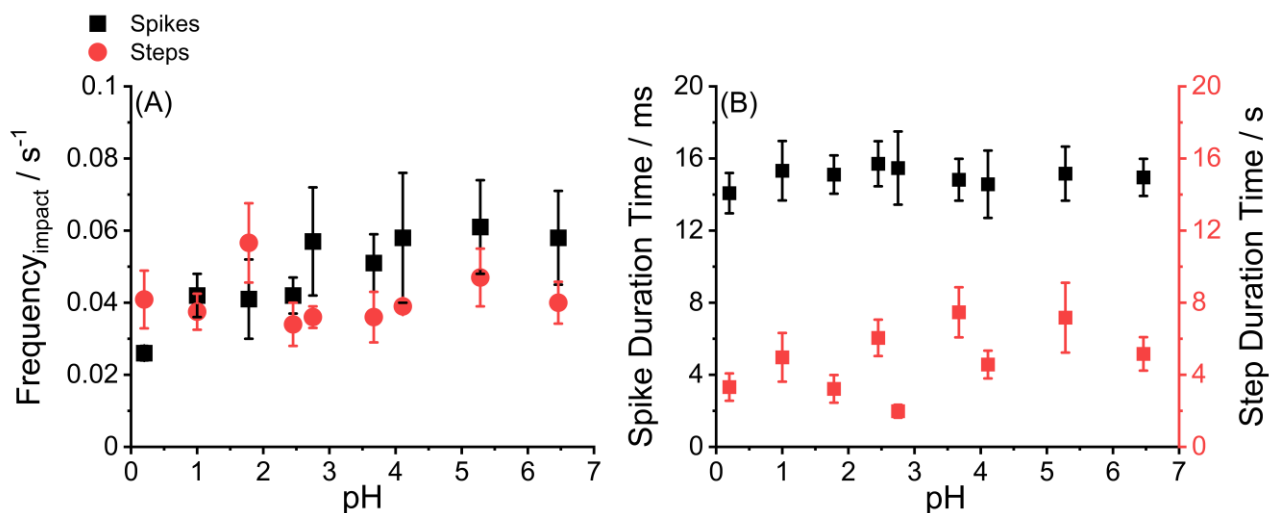 Spikes
Steps
(A)
Frequency_impact / s⁻¹
0.1
0.08
0.06
0.04
0.02
0
0 1 2 3 4 5 6 7
pH
(B)
Spike Duration Time / ms
20
16
12
8
4
0
0 1 2 3 4 5 6 7
pH
20
16
12
8
4
0
Step Duration Time / s